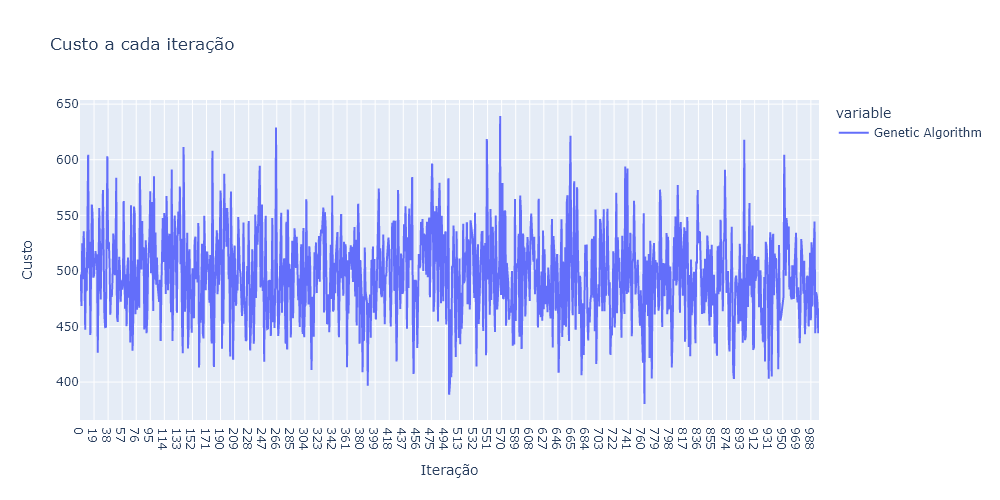 Custo a cada iteração
650
600
550
500
450
400
Custo
0 19 38 57 76 95 114 133 152 171 190 209 228 247 266 285 304 323 342 361 380 399 418 437 456 475 494 513 532 551 570 589 608 627 646 665 684 703 722 741 760 779 798 817 836 855 874 893 912 931 950 969 988
Iteração
variable
Genetic Algorithm